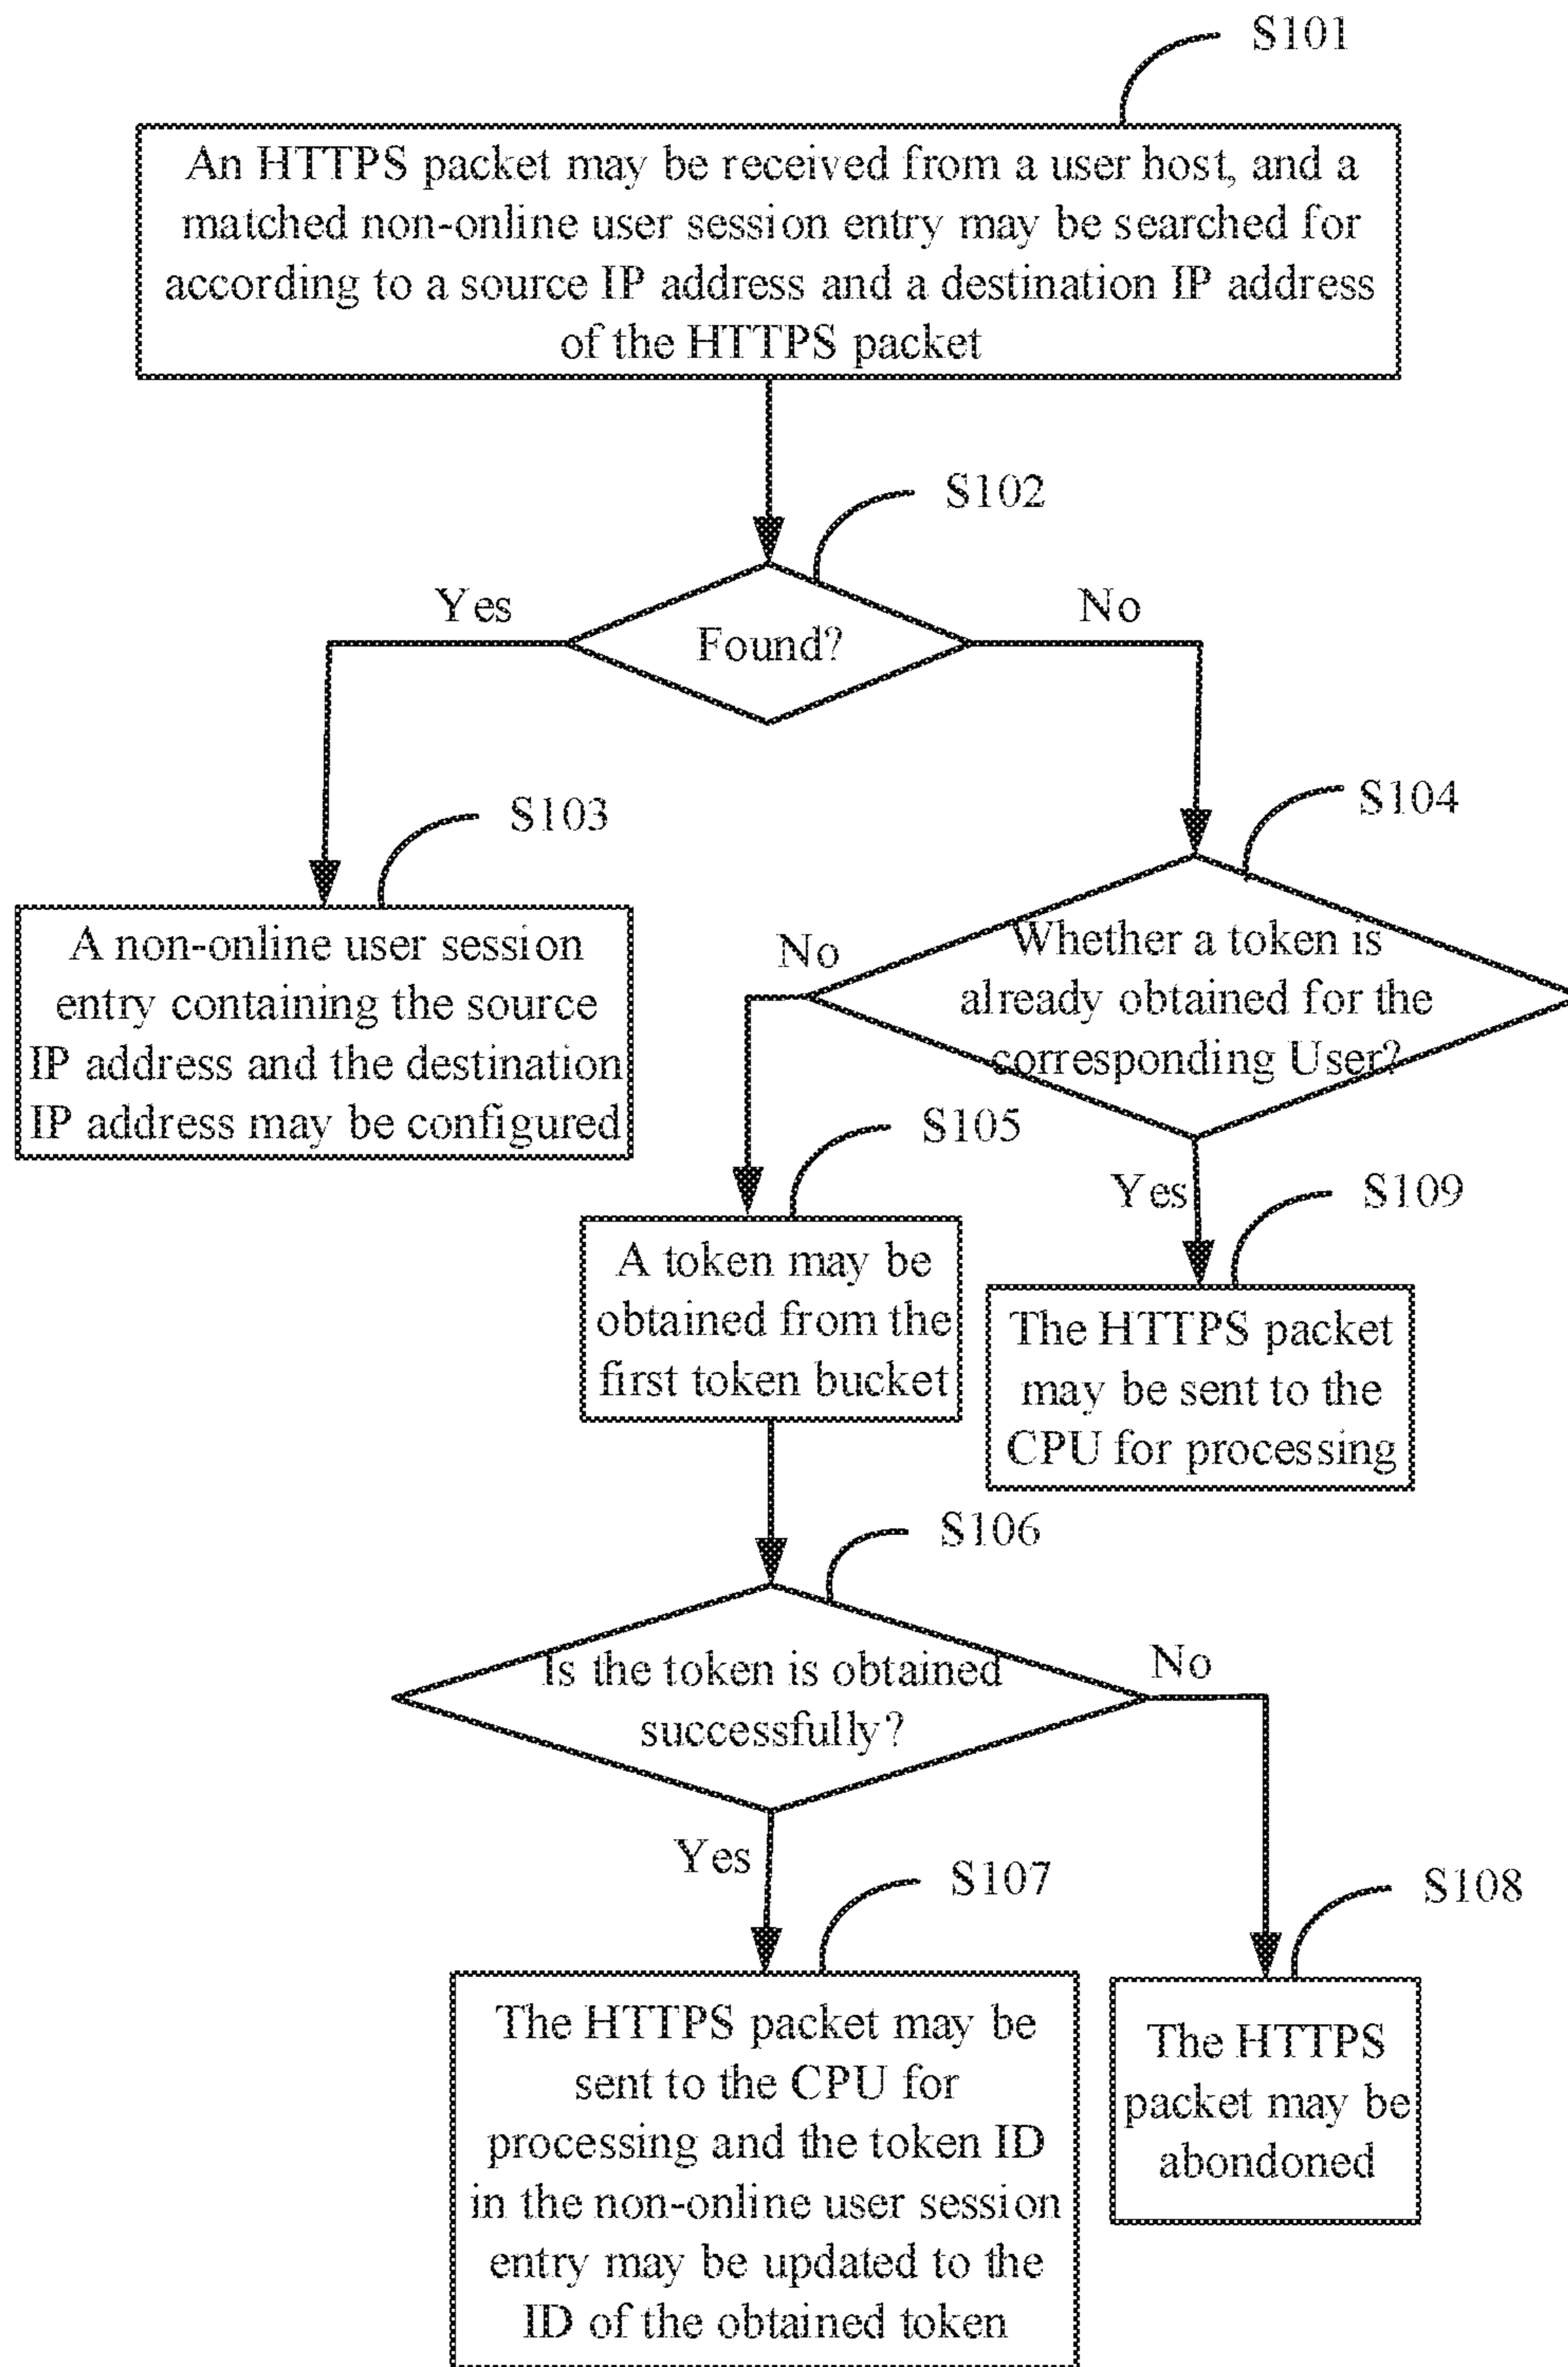 S101
An HTTPS packet may be received from a user host, and a
matched non-online user session entry may be searched for
according to a source IP address and a destination IP address
of the HTTPS packet
S102
Yes
No
Found?
S103
S104
A non-online user session
entry containing the source
IP address and the destination
IP address may be configured
No
Whether a token is
already obtained for the
corresponding User?
S105
Yes
S109
A token may be
obtained from the
first token bucket
The HTTPS packet
may be sent to the
CPU for processing
S106
Is the token is obtained
successfully?
No
Yes
S107
S108
The HTTPS packet may be
sent to the CPU for
processing and the token ID
in the non-online user session
entry may be updated to the
ID of the obtained token
The HTTPS
packet may be
abondoned